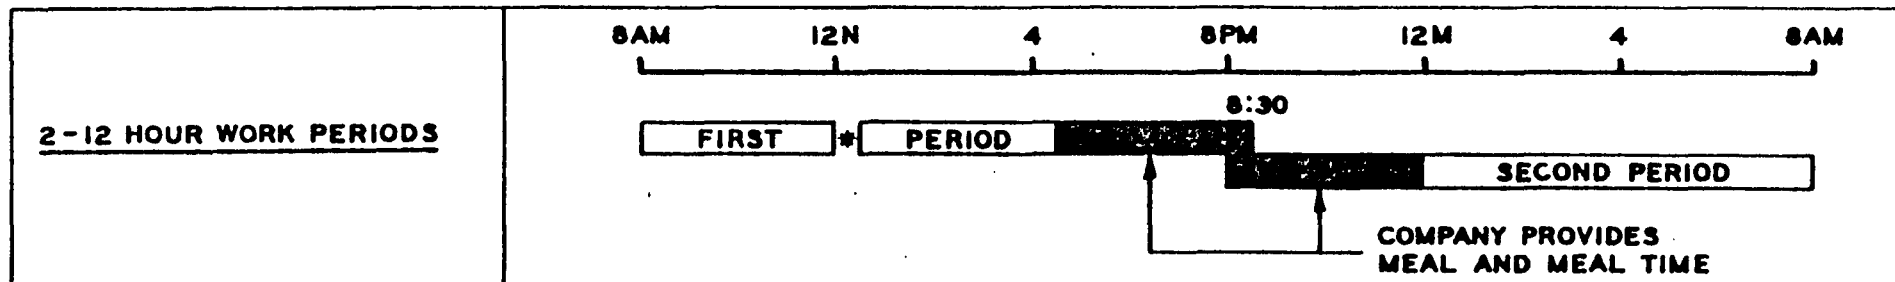 8AM 12N 4 8PM 12M 4 8AM
8:30
2-12 HOUR WORK PERIODS
FIRST * PERIOD
SECOND PERIOD
COMPANY PROVIDES
MEAL AND MEAL TIME